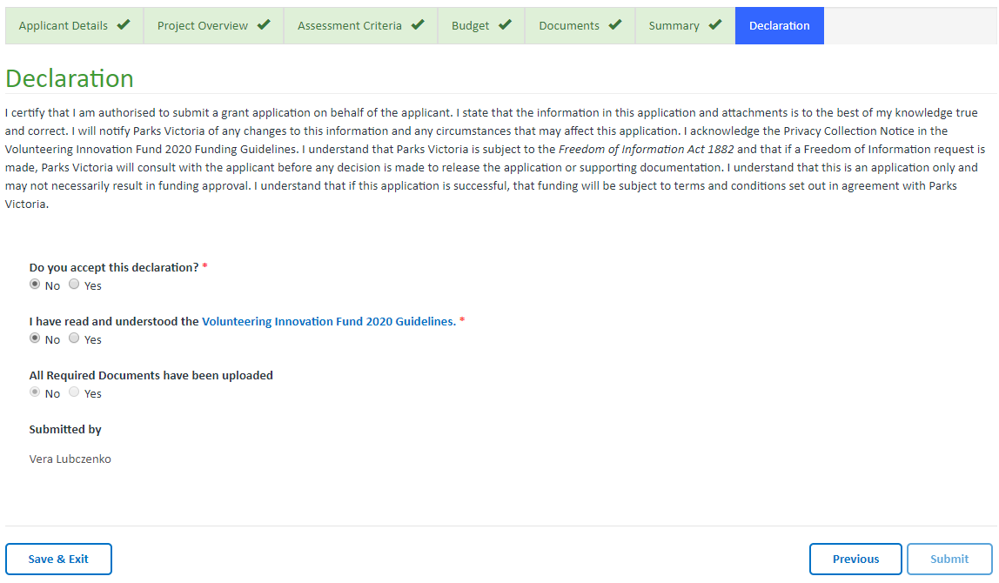 Applicant Details Project Overview Assessment Criteria Budget Documents Summary Declaration
Declaration
I certify that I am authorised to submit a grant application on behalf of the applicant. I state that the information in this application and attachments is to the best of my knowledge true
and correct. I will notify Parks Victoria of any changes to this information and any circumstances that may affect this application. I acknowledge the Privacy Collection Notice in the
Volunteering Innovation Fund 2020 Funding Guidelines. I understand that Parks Victoria is subject to the Freedom of Information Act 1882 and that if a Freedom of Information request is
made, Parks Victoria will consult with the applicant before any decision is made to release the application or supporting documentation. I understand that this is an application only and
may not necessarily result in funding approval. I understand that if this application is successful, that funding will be subject to terms and conditions set out in agreement with Parks
Victoria.
Do you accept this declaration? *
No Yes
I have read and understood the Volunteering Innovation Fund 2020 Guidelines. *
No Yes
All Required Documents have been uploaded
No Yes
Submitted by
Vera Lubczenko
Save & Exit Previous Submit